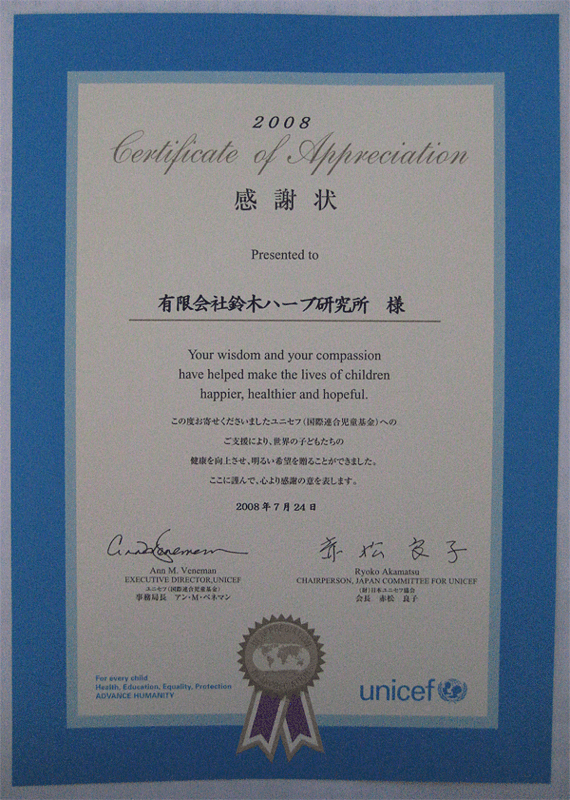 2008
Certificate of Appreciation
感謝状
Presented to
有限会社鈴木ハーブ研究所 様
Your wisdom and your compassion
have helped make the lives of children
happier, healthier and hopeful.
この度お寄せくださいましたユニセフ(国際連合児童基金)への
ご支援により、世界の子どもたちの
健康を向上させ、明るい希望を贈ることができました。
ここに謹んで、心より感謝の意を表します。
2008年7月24日
Ann Veneman 赤松良子
Ann M. Veneman
EXECUTIVE DIRECTOR,UNICEF
ユニセフ(国際連合児童基金)
事務局長 アン・M・ベネマン
Ryoko Akamatsu
CHAIRPERSON, JAPAN COMMITTEE FOR UNICEF
(財)日本ユニセフ協会
会長 赤松 良子
For every child
Health, Education, Equality, Protection
ADVANCE HUMANITY
unicef